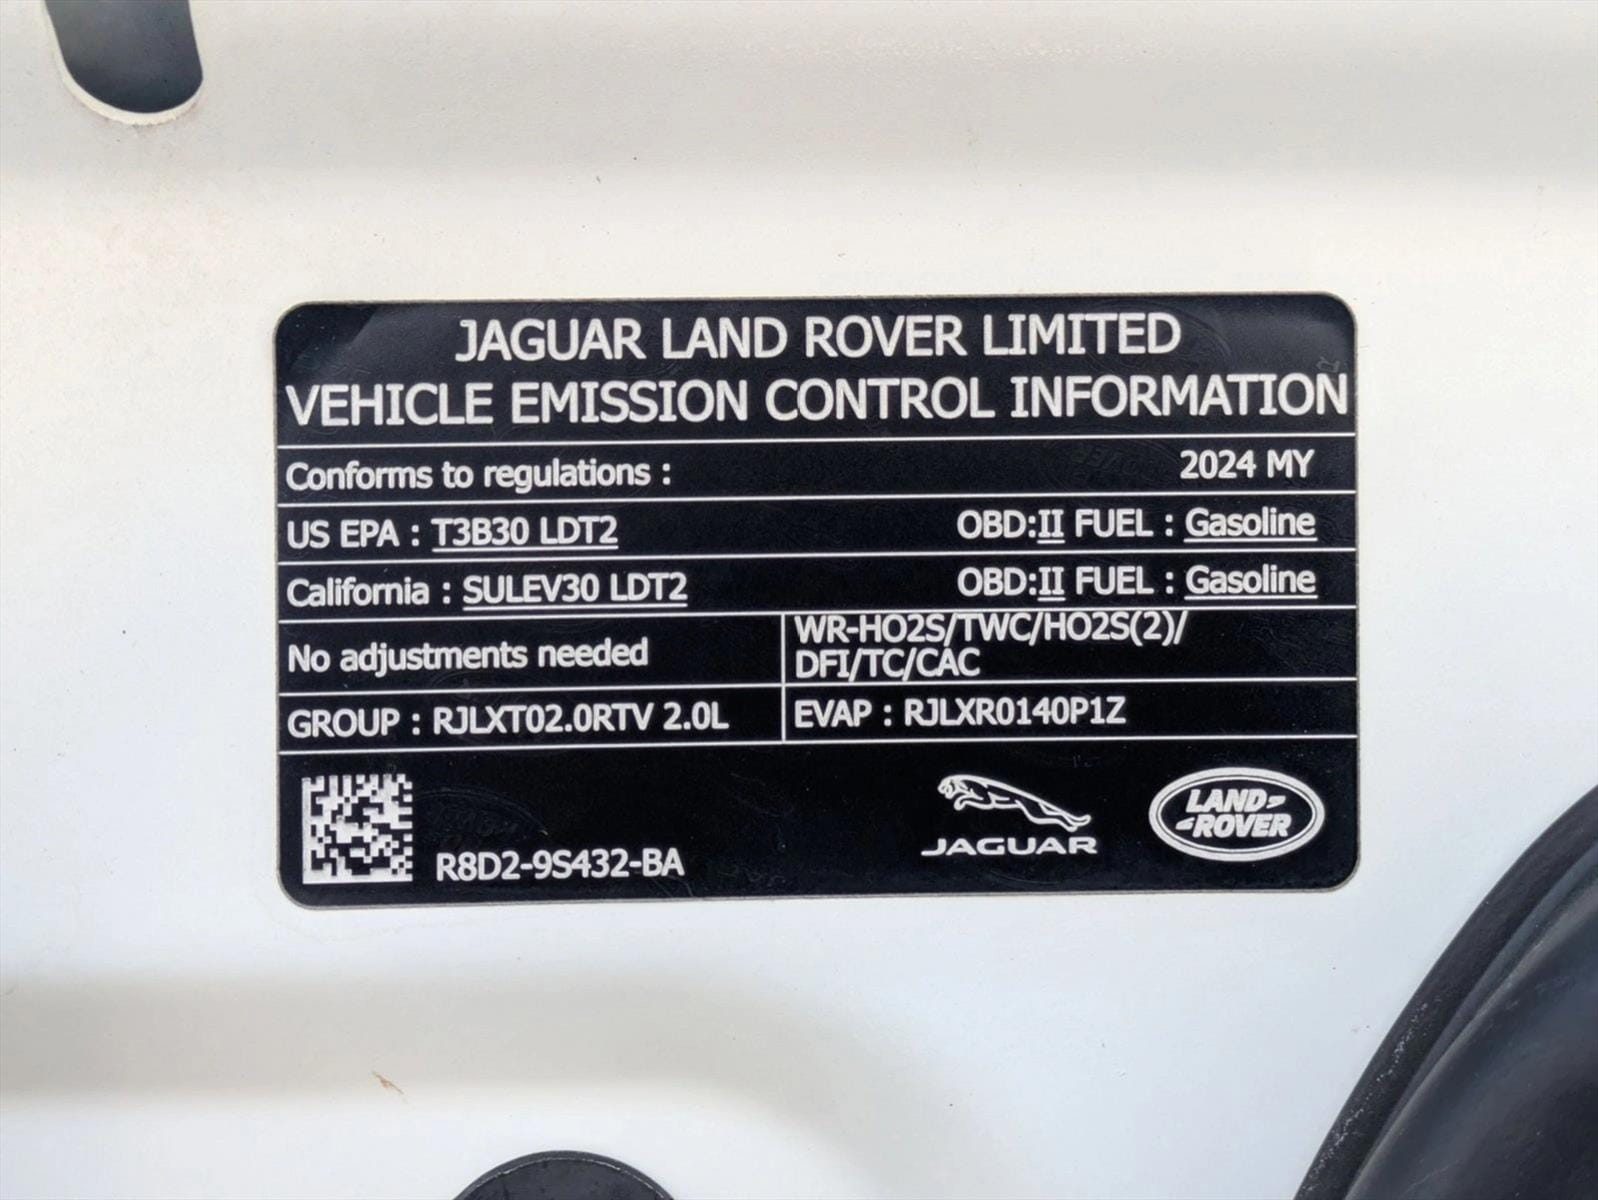 JAGUAR LAND ROVER LIMITED
VEHICLE EMISSION CONTROL INFORMATION
Conforms to regulations : 2024 MY
US EPA : T3B30 LDT2 OBD:II FUEL : Gasoline
California : SULEV30 LDT2 OBD:II FUEL : Gasoline
No adjustments needed
WR-HO2S/TWC/HO2S(2)/
DFI/TC/CAC
GROUP : RJLXT02.0RTV 2.0L
EVAP : RJLXR0140P1Z
R8D2-9S432-BA
JAGUAR
LAND
ROVER